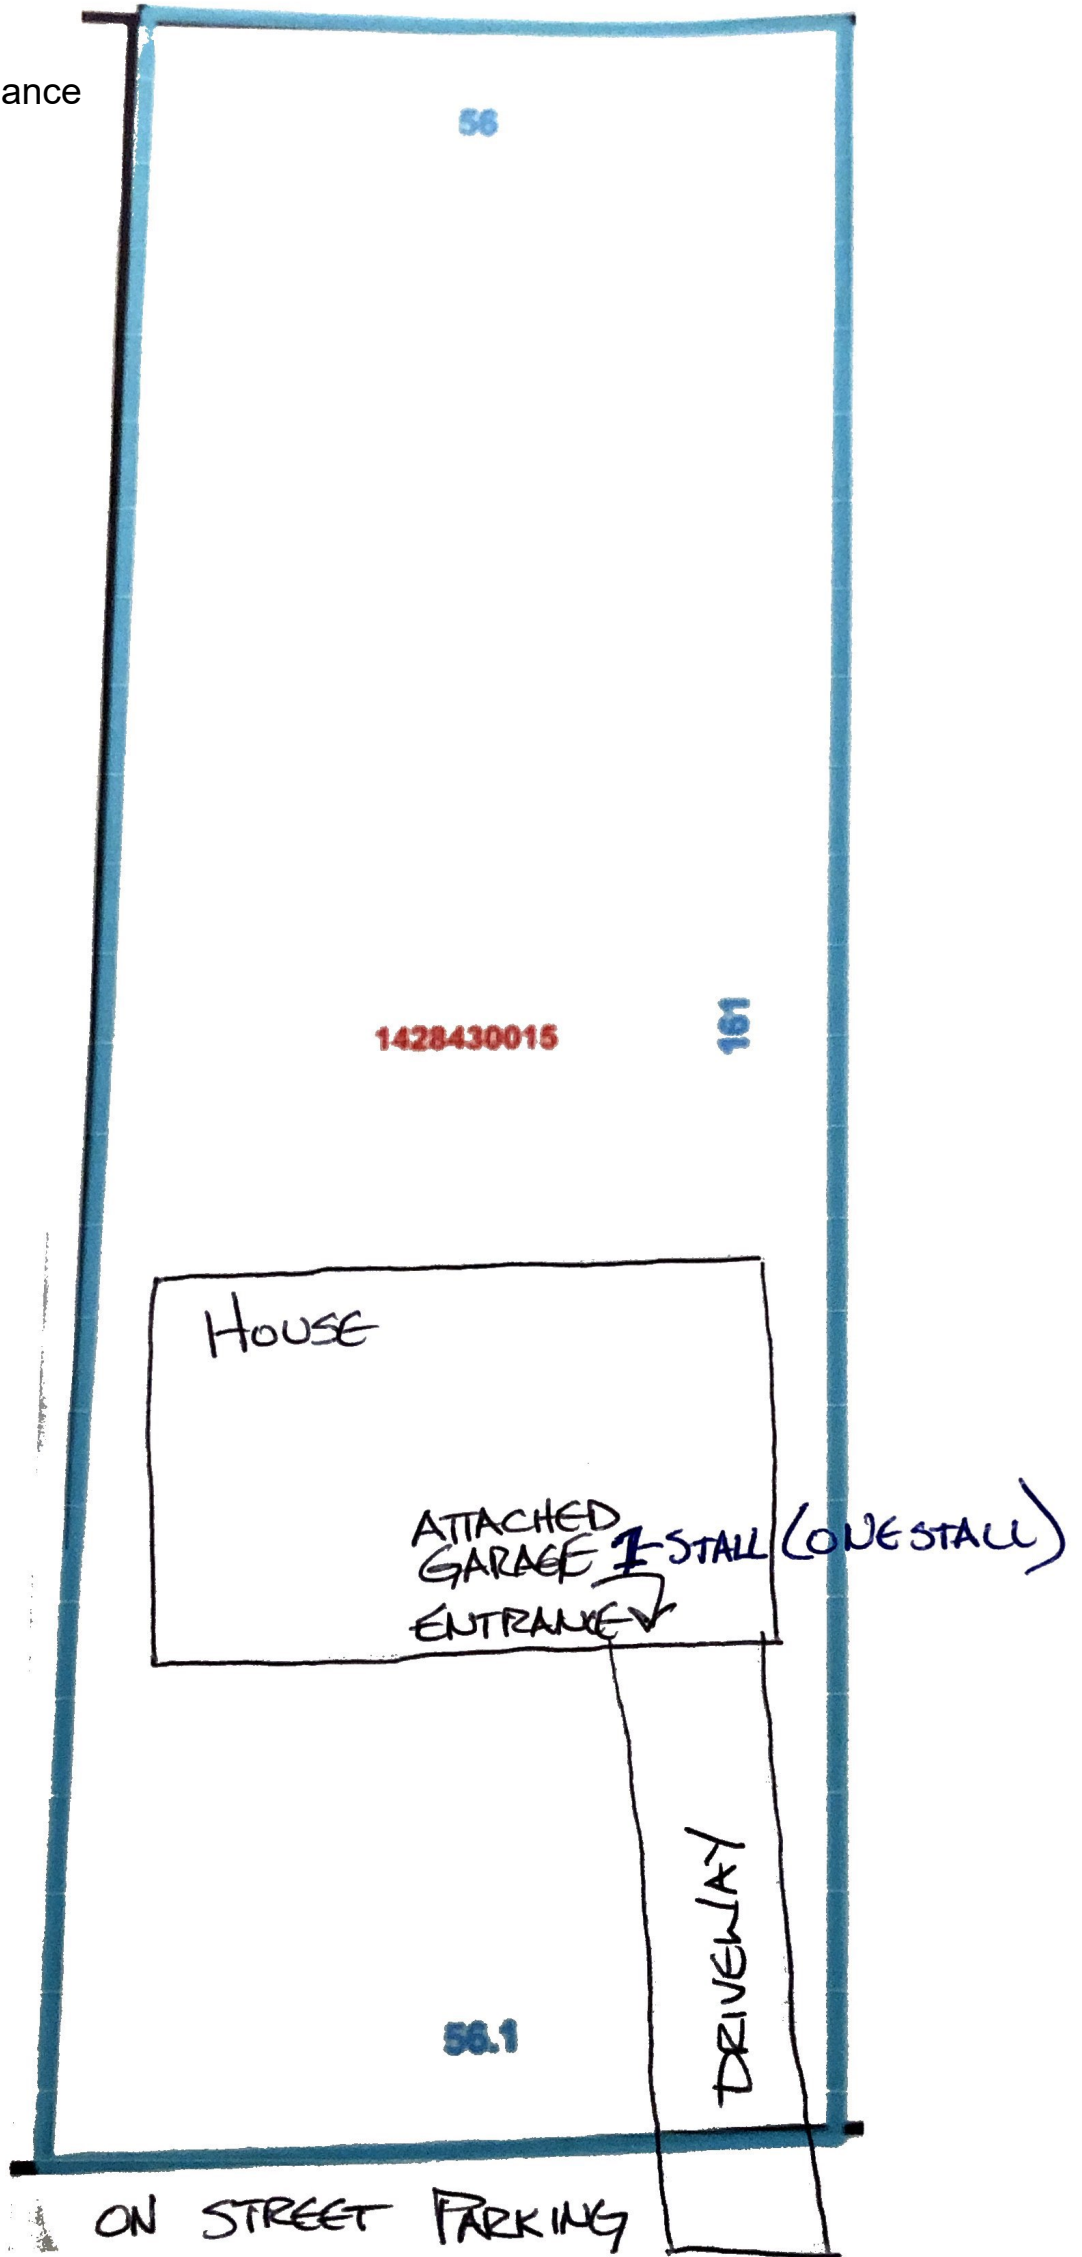 ance
56
1428430015
161
HOUSE
ATTACHED
GARAGE 1-STALL (ONE STALL)
ENTRANCE
DRIVEWAY
56.1
ON STREET PARKING